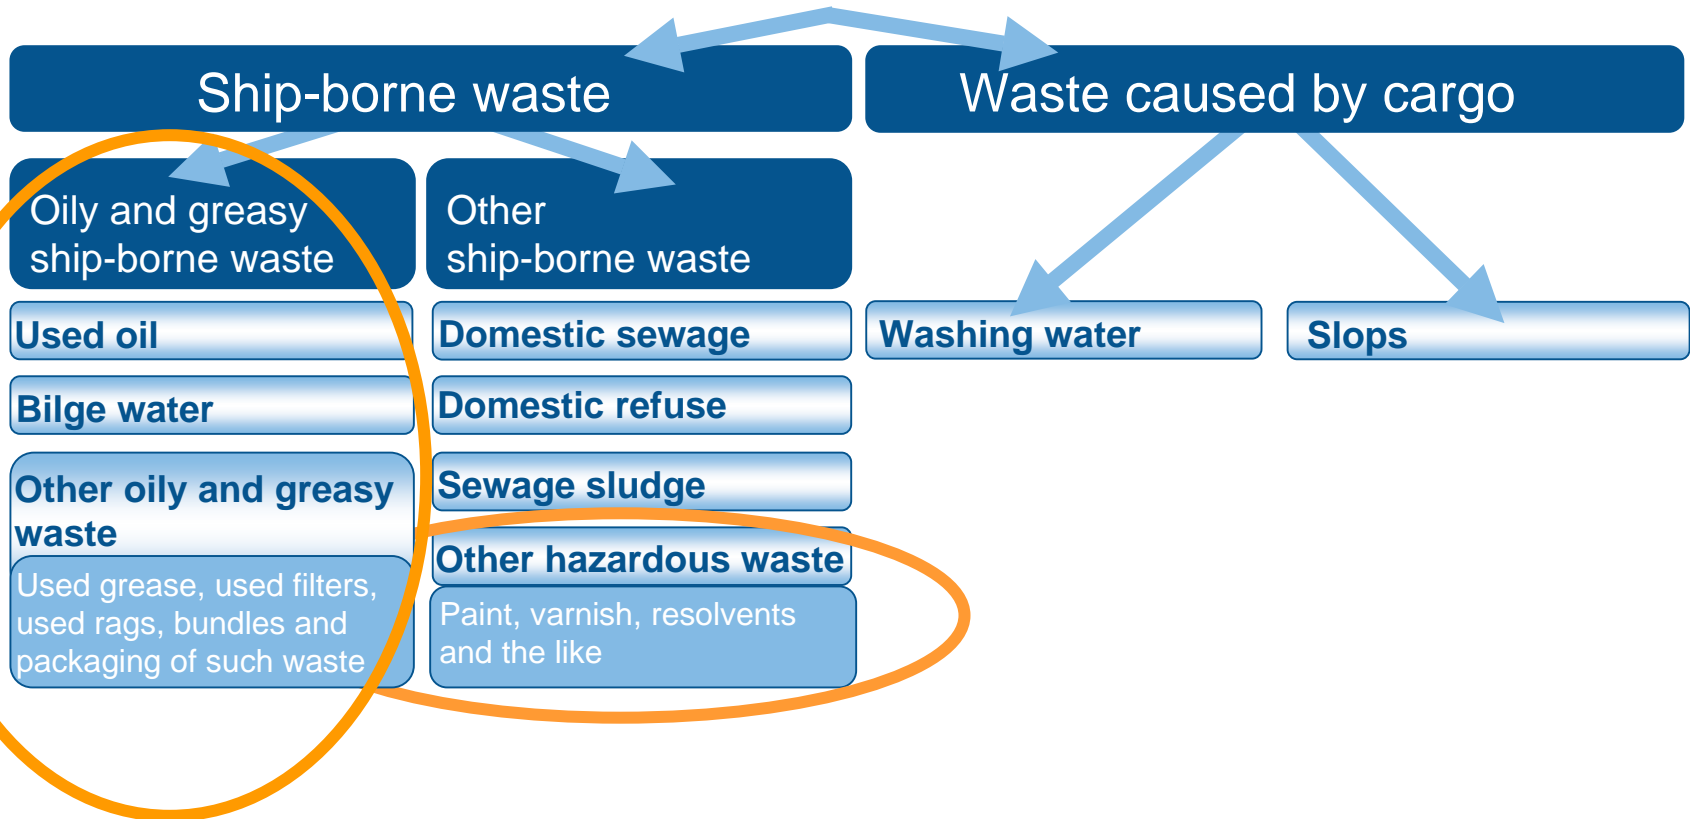 Ship-borne waste
Waste caused by cargo
Oily and greasy
ship-borne waste
Other
ship-borne waste
Used oil
Domestic sewage
Washing water
Slops
Bilge water
Domestic refuse
Other oily and greasy
waste
Sewage sludge
Other hazardous waste
Used grease, used filters,
used rags, bundles and
packaging of such waste
Paint, varnish, resolvents
and the like